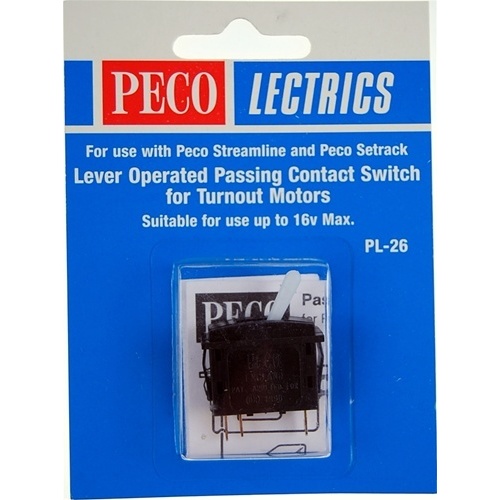 PECO LECTRICS
For use with Peco Streamline and Peco Setrack
Lever Operated Passing Contact Switch
for Turnout Motors
Suitable for use up to 16v Max.
PL-26
PECO